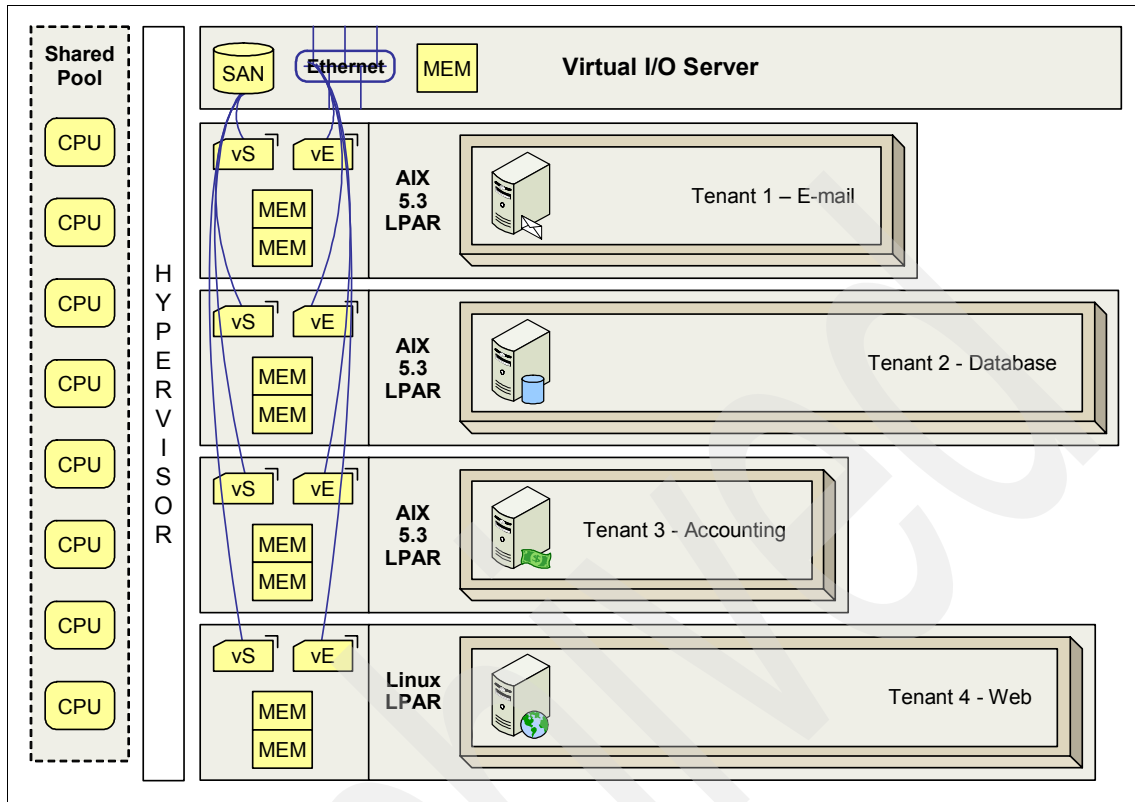 Shared
Pool
CPU
CPU
CPU
CPU
CPU
CPU
CPU
CPU
HYPERVISOR
SAN
Ethernet
MEM
Virtual I/O Server
vS
vE
MEM
MEM
AIX
5.3
LPAR
Tenant 1 – E-mail
vS
vE
MEM
MEM
AIX
5.3
LPAR
Tenant 2 - Database
vS
vE
MEM
MEM
AIX
5.3
LPAR
Tenant 3 - Accounting
vS
vE
MEM
MEM
Linux
LPAR
Tenant 4 - Web